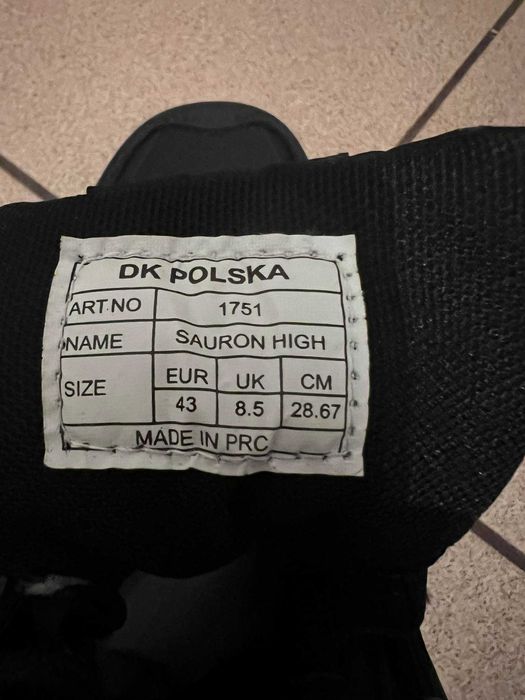 DK POLSKA
ART.NO 1751
NAME SAURON HIGH
SIZE EUR UK CM
43 8.5 28.67
MADE IN PRC